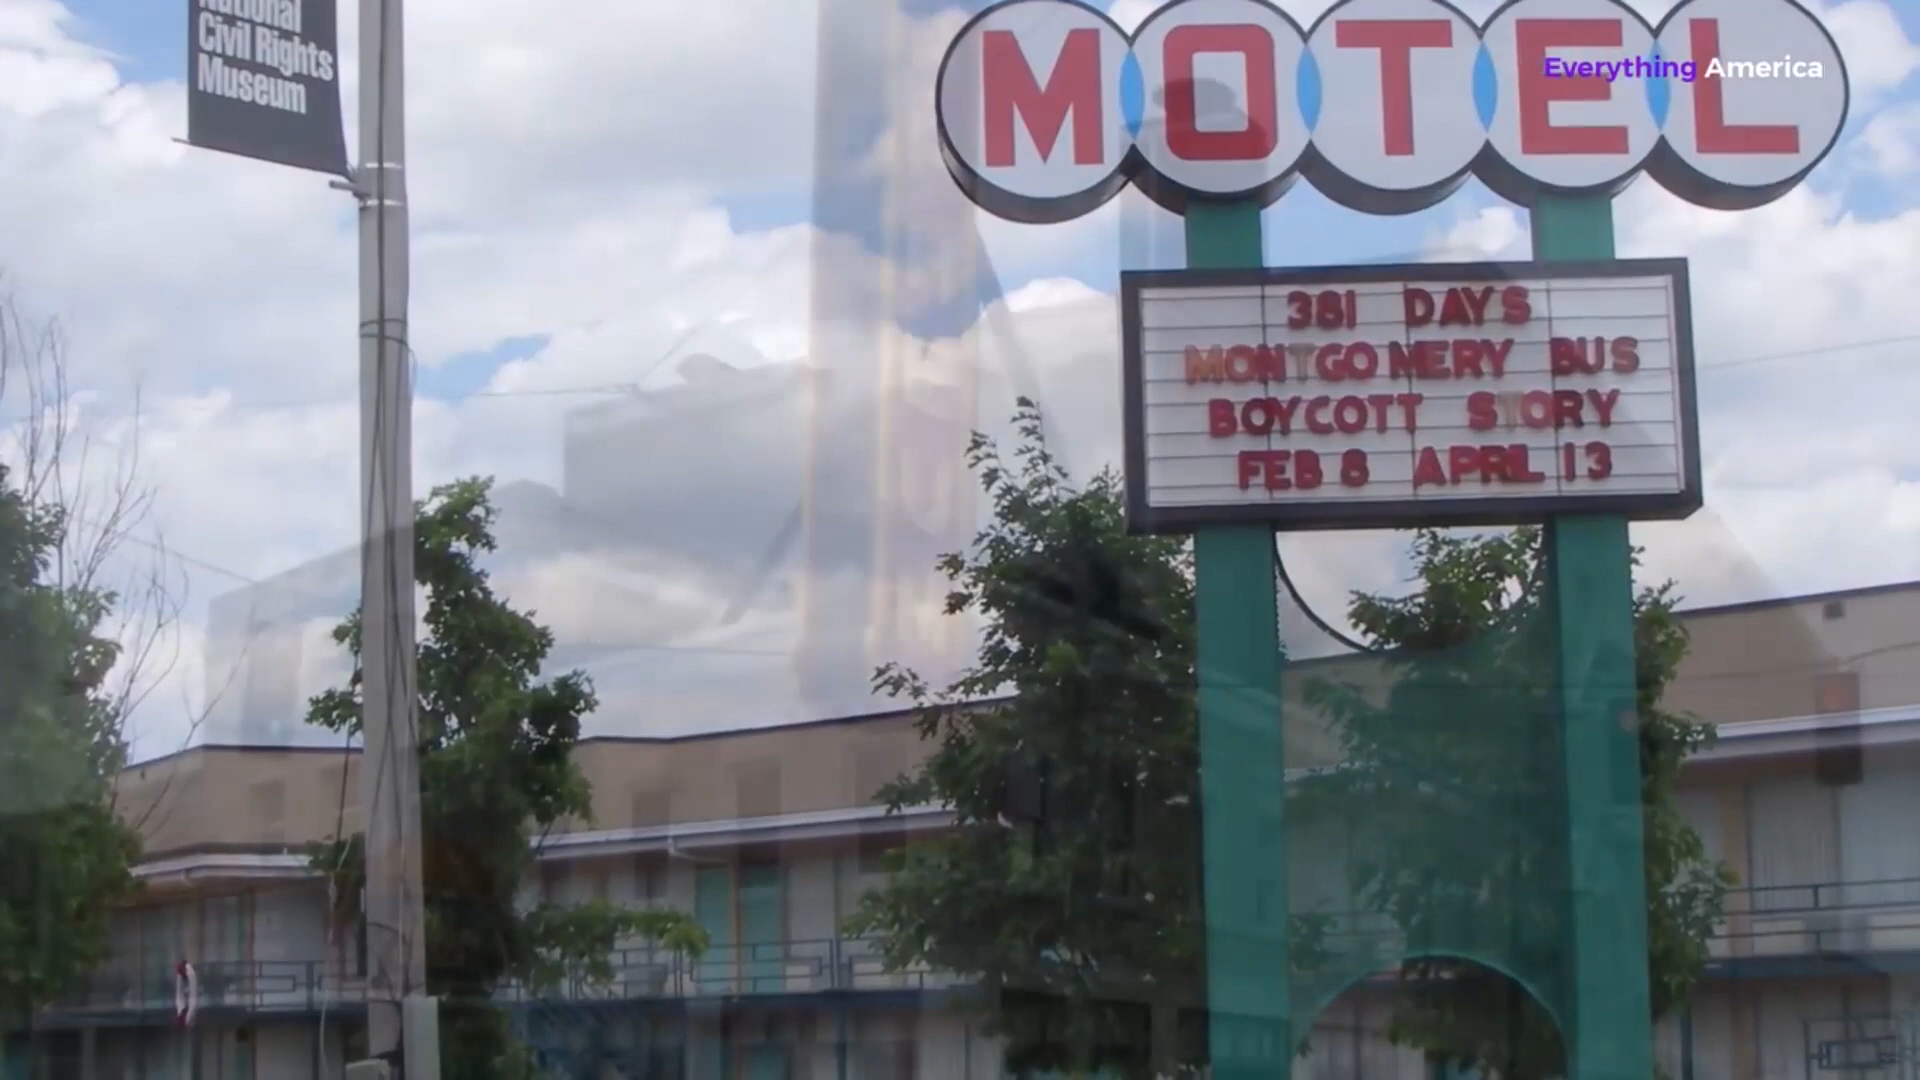 National
Civil Rights
Museum
MOTEL
Everything America
381 DAYS
MONTGOMERY BUS
BOYCOTT STORY
FEB 8 APRIL 13